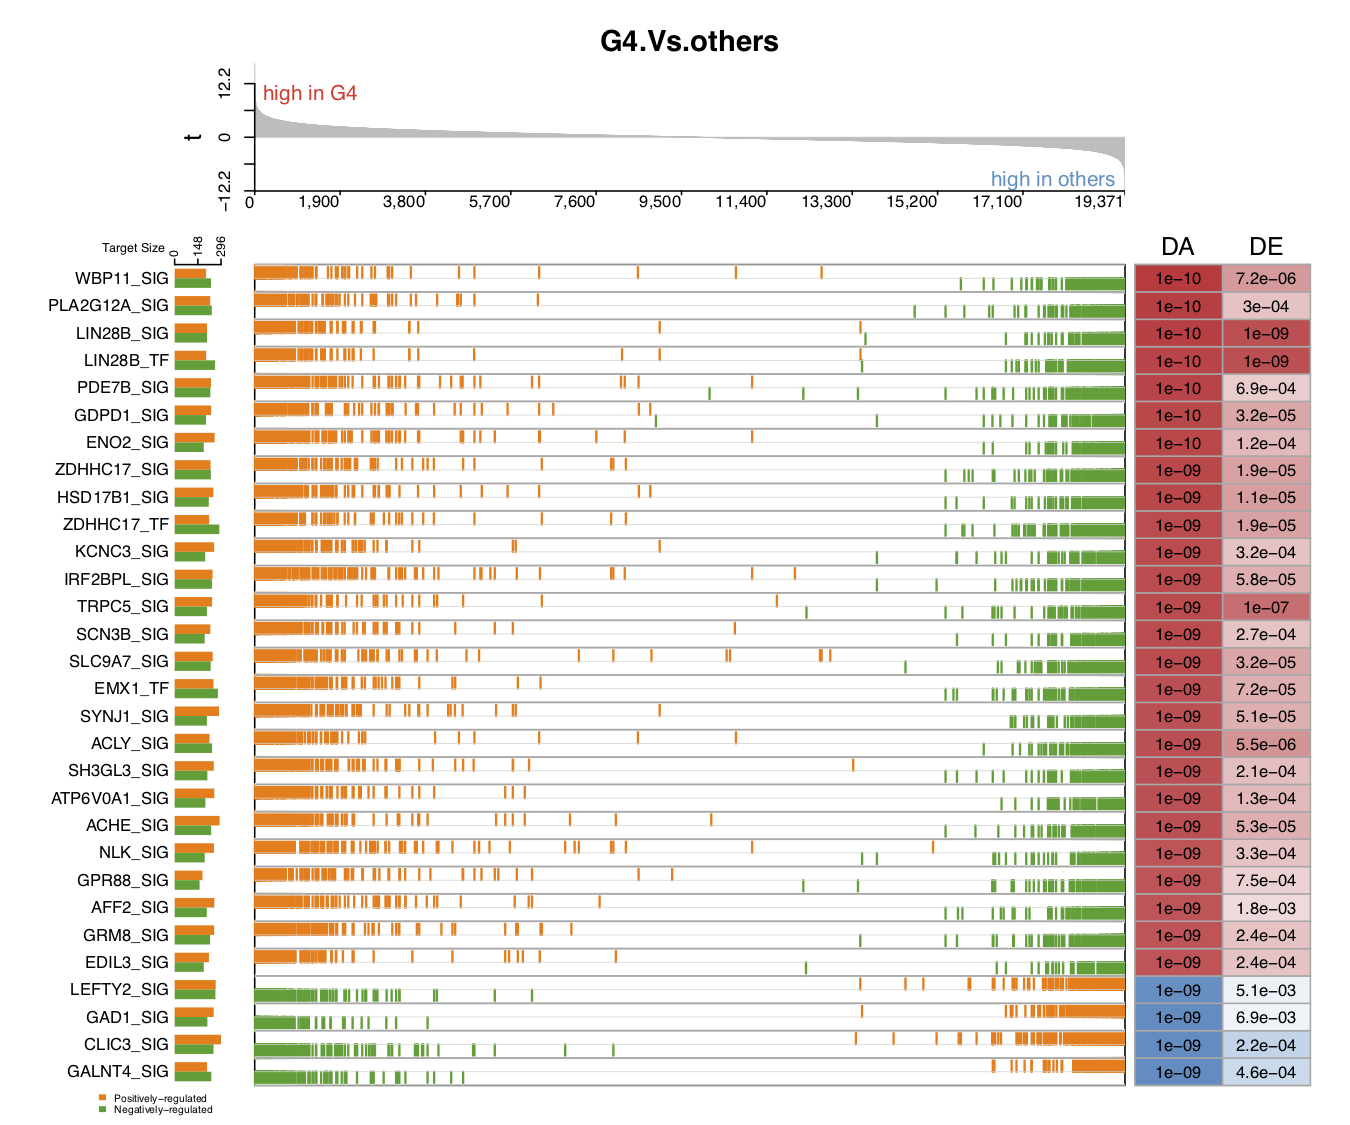 G4.Vs.others
high in G4
t
12.2
0
−12.2
high in others
0 1,900 3,800 5,700 7,600 9,500 11,400 13,300 15,200 17,100 19,371
Target Size
0
148
296
DA DE
WBP11_SIG 1e−10 7.2e−06
PLA2G12A_SIG 1e−10 3e−04
LIN28B_SIG 1e−10 1e−09
LIN28B_TF 1e−10 1e−09
PDE7B_SIG 1e−10 6.9e−04
GDPD1_SIG 1e−10 3.2e−05
ENO2_SIG 1e−10 1.2e−04
ZDHHC17_SIG 1e−09 1.9e−05
HSD17B1_SIG 1e−09 1.1e−05
ZDHHC17_TF 1e−09 1.9e−05
KCNC3_SIG 1e−09 3.2e−04
IRF2BPL_SIG 1e−09 5.8e−05
TRPC5_SIG 1e−09 1e−07
SCN3B_SIG 1e−09 2.7e−04
SLC9A7_SIG 1e−09 3.2e−05
EMX1_TF 1e−09 7.2e−05
SYNJ1_SIG 1e−09 5.1e−05
ACLY_SIG 1e−09 5.5e−06
SH3GL3_SIG 1e−09 2.1e−04
ATP6V0A1_SIG 1e−09 1.3e−04
ACHE_SIG 1e−09 5.3e−05
NLK_SIG 1e−09 3.3e−04
GPR88_SIG 1e−09 7.5e−04
AFF2_SIG 1e−09 1.8e−03
GRM8_SIG 1e−09 2.4e−04
EDIL3_SIG 1e−09 2.4e−04
LEFTY2_SIG 1e−09 5.1e−03
GAD1_SIG 1e−09 6.9e−03
CLIC3_SIG 1e−09 2.2e−04
GALNT4_SIG 1e−09 4.6e−04
Positively−regulated
Negatively−regulated